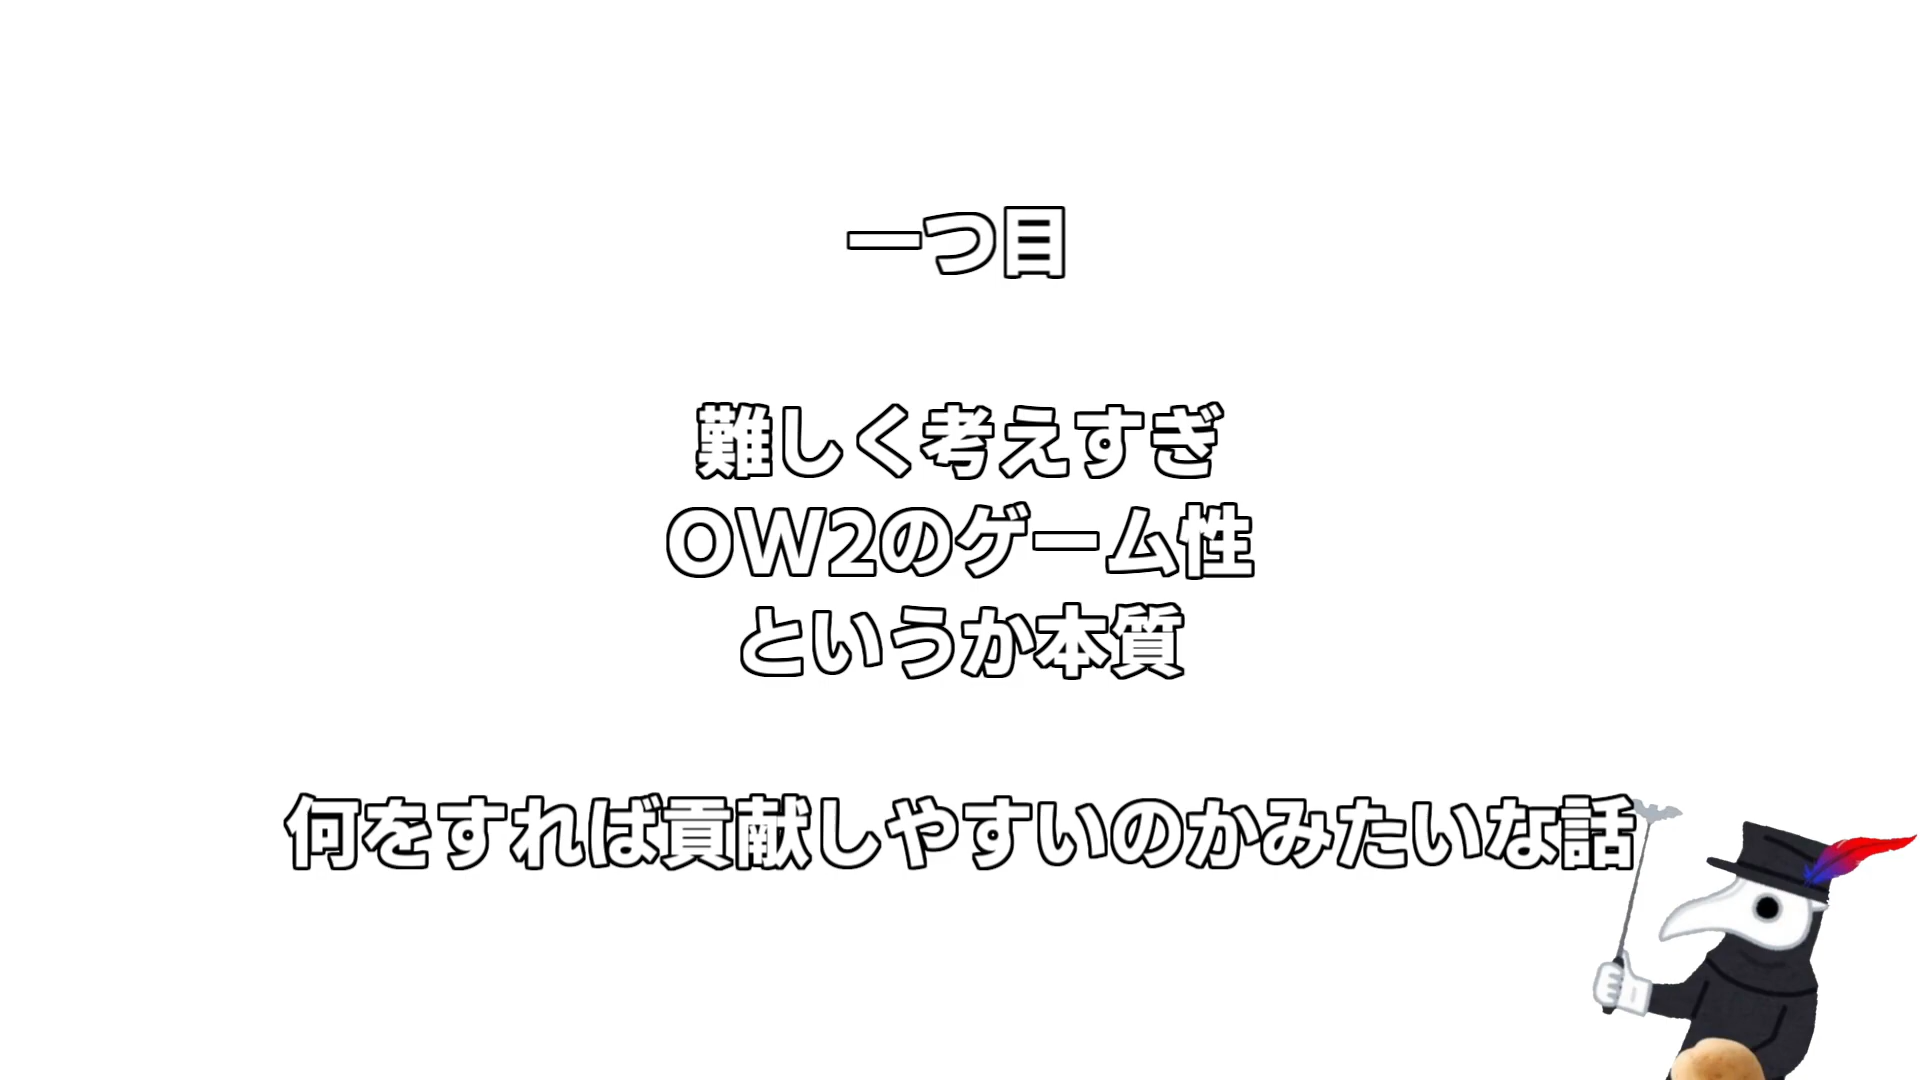 一つ目
難しく考えすぎ
OW2のゲーム性
というか本質
何をすれば貢献しやすいのかみたいな話